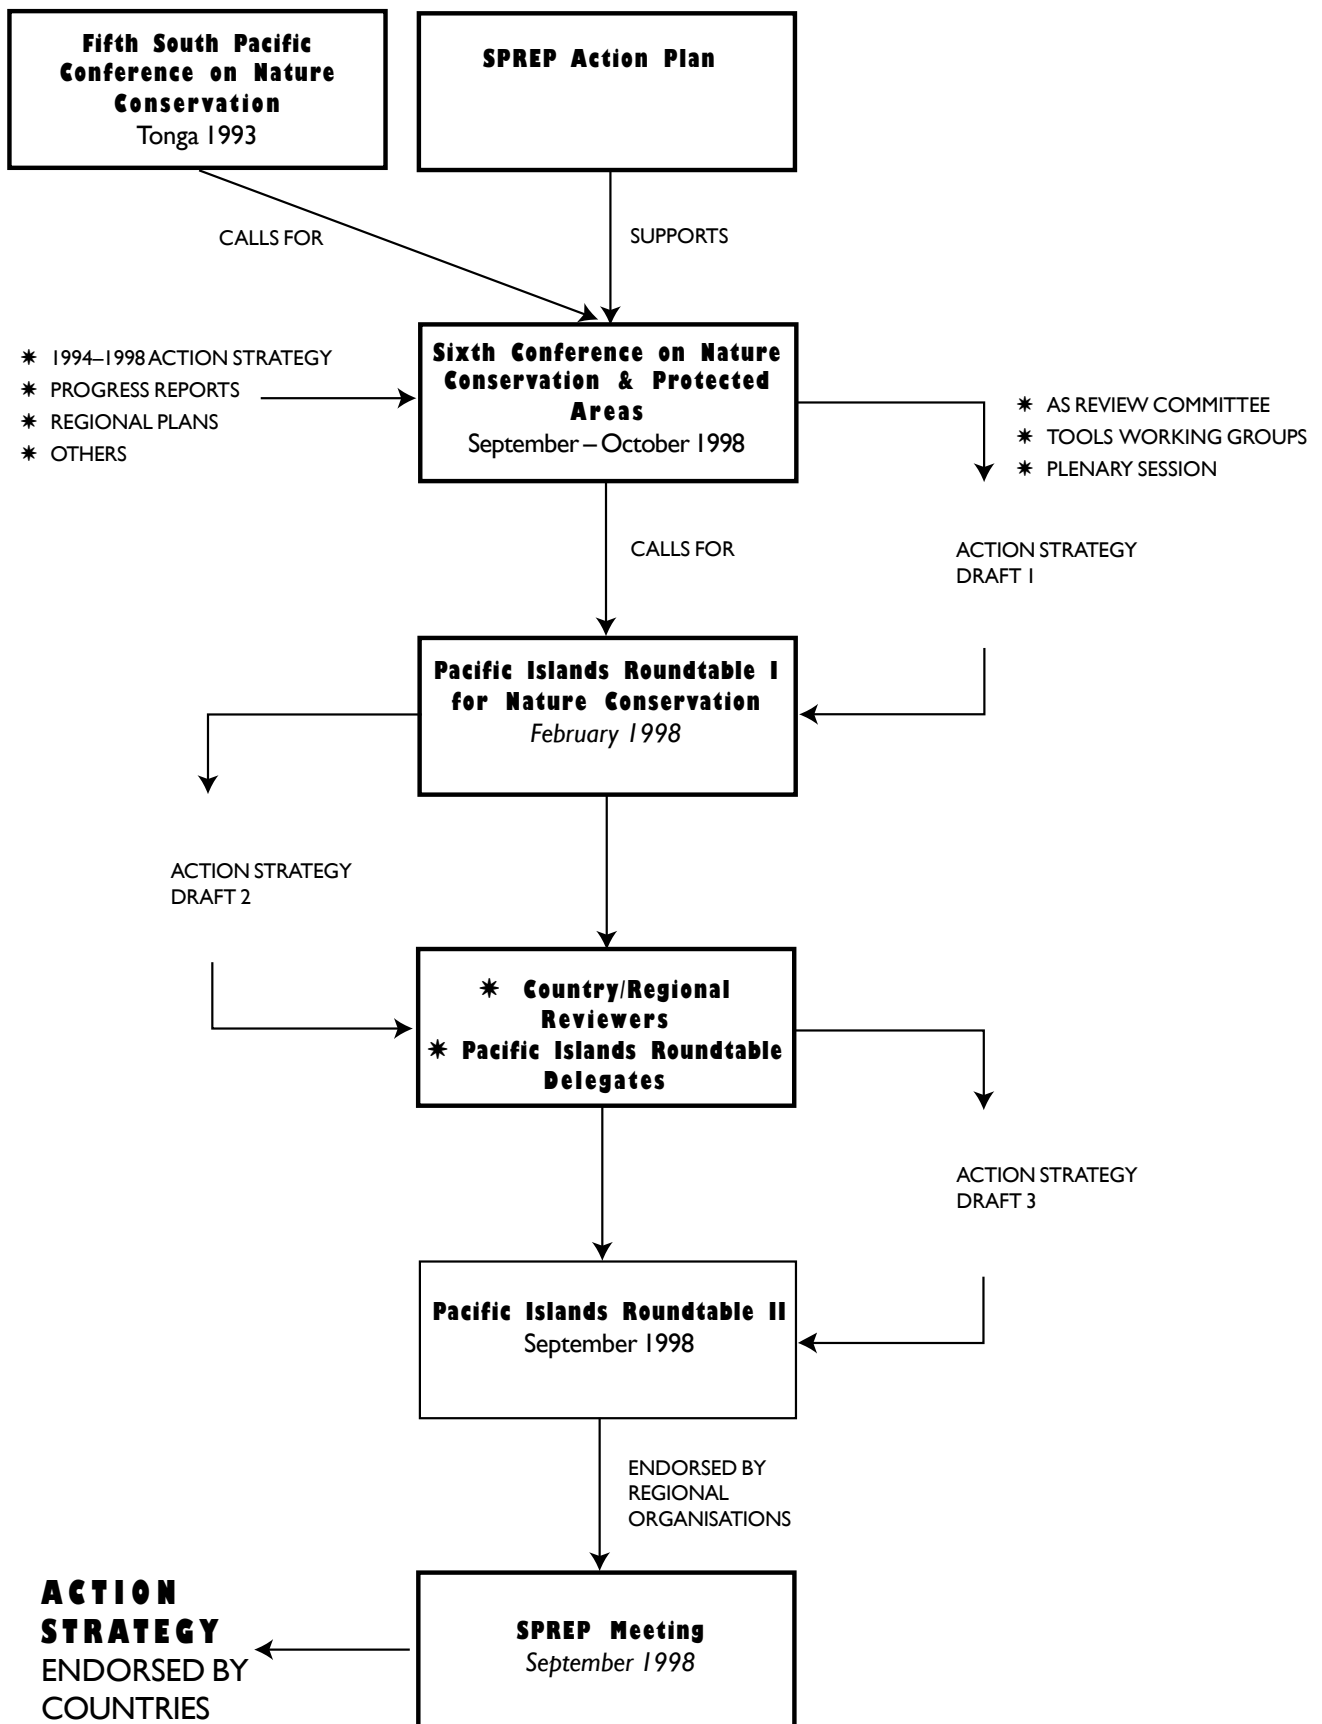 Fifth South Pacific
Conference on Nature
Conservation
Tonga 1993
SPREP Action Plan
CALLS FOR
SUPPORTS
✷ 1994–1998 ACTION STRATEGY
✷ PROGRESS REPORTS
✷ REGIONAL PLANS
✷ OTHERS
Sixth Conference on Nature
Conservation & Protected
Areas
September – October 1998
✷ AS REVIEW COMMITTEE
✷ TOOLS WORKING GROUPS
✷ PLENARY SESSION
CALLS FOR
ACTION STRATEGY
DRAFT 1
Pacific Islands Roundtable I
for Nature Conservation
February 1998
ACTION STRATEGY
DRAFT 2
✷ Country/Regional
Reviewers
✷ Pacific Islands Roundtable
Delegates
ACTION STRATEGY
DRAFT 3
Pacific Islands Roundtable II
September 1998
ENDORSED BY
REGIONAL
ORGANISATIONS
SPREP Meeting
September 1998
ACTION
STRATEGY
ENDORSED BY
COUNTRIES